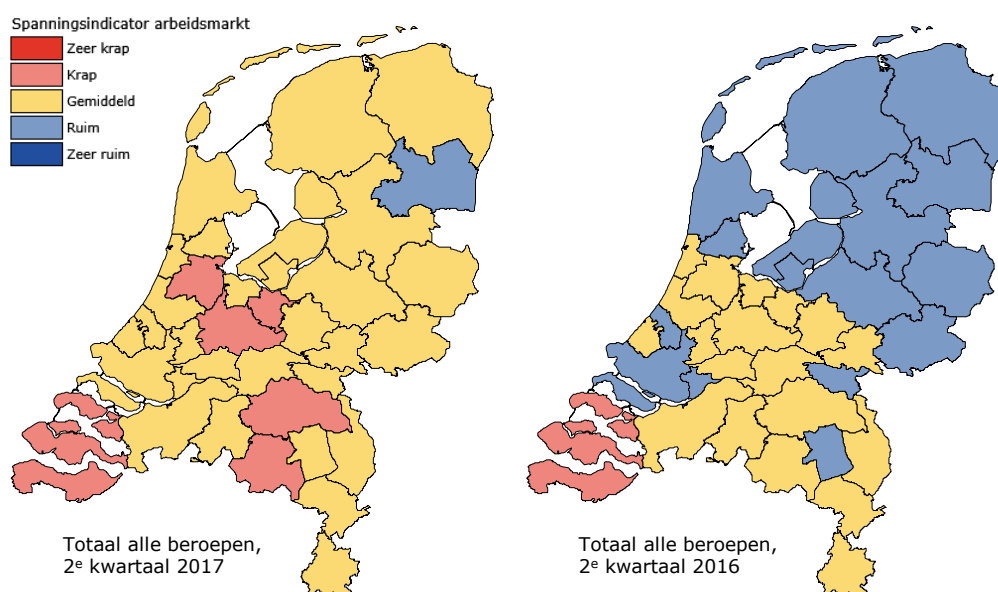 Spanningsindicator arbeidsmarkt
Zeer krap
Krap
Gemiddeld
Ruim
Zeer ruim
Totaal alle beroepen,
2e kwartaal 2017
Totaal alle beroepen,
2e kwartaal 2016